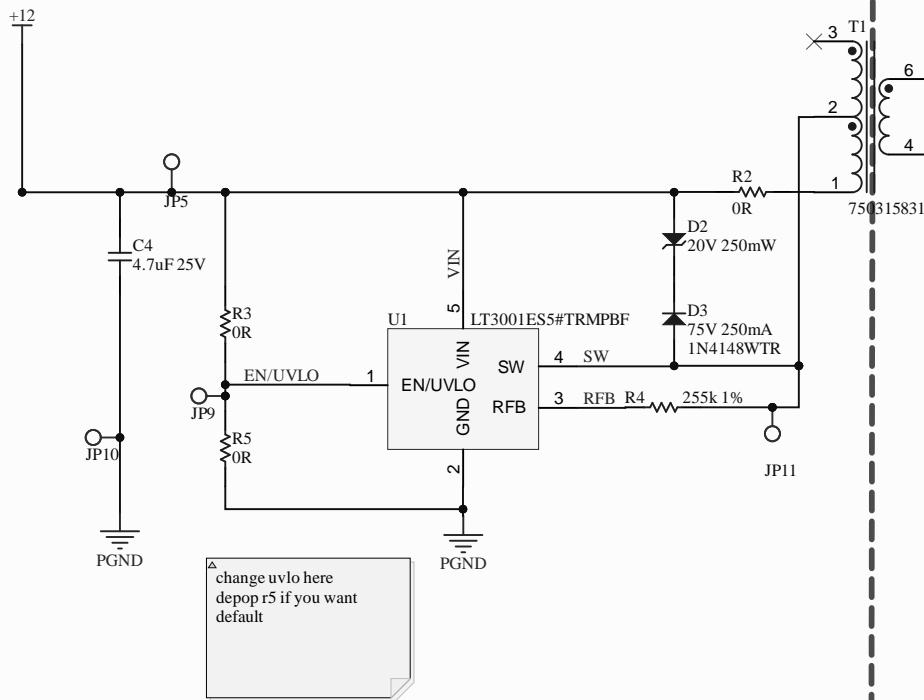 +12
T1
3
6
2
4
1
JP5
R2
0R
750315831
C4
4.7uF 25V
VIN
D2
20V 250mW
5
R3
0R
U1
LT3001ES5#TRMPBF
D3
75V 250mA
1N4148WTR
VIN
EN/UVLO
1
EN/UVLO
SW
4
SW
GND
RFB
3
RFB
R4
255k 1%
JP9
R5
0R
JP10
2
JP11
PGND
PGND
change uvlo here
depop r5 if you want
default